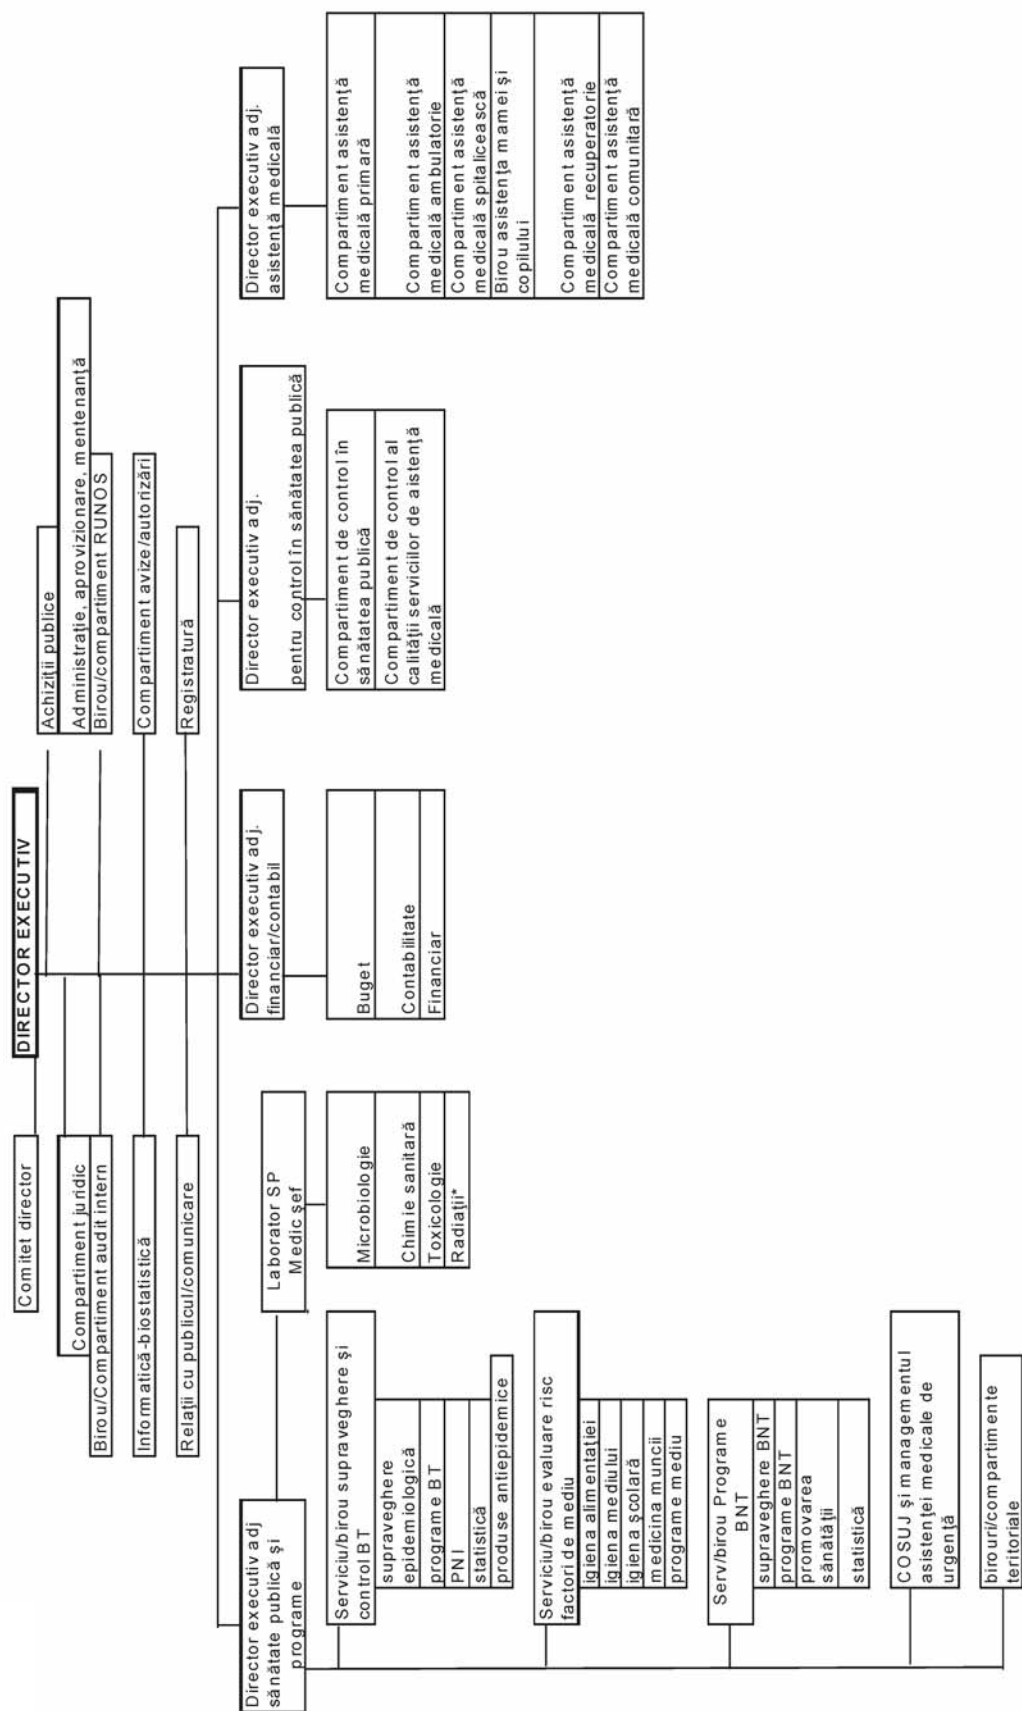 DIRECTOR EXECUTIV
Comitet director
Compartiment juridic
Birou/Compartiment audit intern
Informatică-biostatistică
Relații cu publicul/comunicare
Achiziții publice
Administrație, aprovizionare, mentenanță
Birou/compartiment RUNOS
Compartiment avize/autorizări
Registratură
Director executiv adj
sănătate publică și
programe
Laborator SP
Medic șef
Microbiologie
Chimie sanitară
Toxicologie
Radiații*
Serviciu/birou supraveghere și
control BT
supraveghere
epidemiologică
programe BT
PNI
statistică
produse antiepidemice
Serviciu/birou evaluare risc
factori de mediu
igiena alimentației
igiena mediului
igiena școlară
medicina muncii
programe mediu
Serv/birou Programe
BNT
supraveghere BNT
programe BNT
promovarea
sănătății
statistică
COSUJ și managementul
asistenței medicale de
urgență
birouri/compartimente
teritoriale
Director executiv adj.
financiar/contabil
Buget
Contabilitate
Financiar
Director executiv adj.
pentru control în sănătatea publică
Compartiment de control în
sănătatea publică
Compartiment de control al
calității serviciilor de aistență
medicală
Director executiv adj.
asistență medicală
Compartiment asistență
medicală primară
Compartiment asistență
medicală ambulatorie
Compartiment asistență
medicală spitalicească
Birou asistența mamei și
copilului
Compartiment asistență
medicală recuperatorie
Compartiment asistență
medicală comunitară